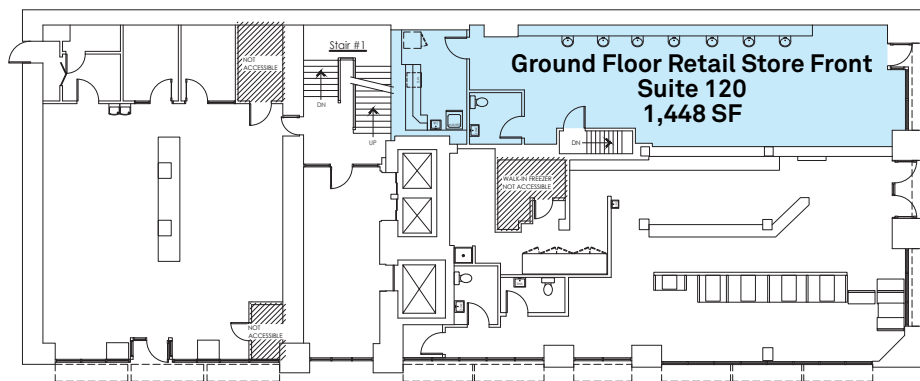 NOT
ACCESSIBLE
Stair #1
DN
UP
Ground Floor Retail Store Front
Suite 120
1,448 SF
DN
WALK-IN FREEZER
NOT ACCESSIBLE
NOT
ACCESSIBLE